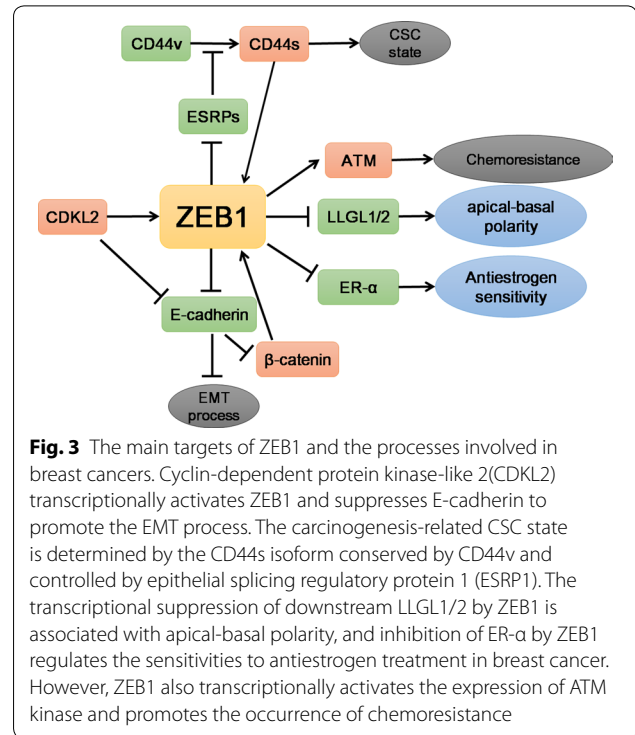 CD44v CD44s CSC
state
ESRPs
ATM Chemoresistance
CDKL2 ZEB1 LLGL1/2 apical-basal
polarity
ER-α Antiestrogen
sensitivity
E-cadherin
β-catenin
EMT
process
Fig. 3 The main targets of ZEB1 and the processes involved in
breast cancers. Cyclin-dependent protein kinase-like 2(CDKL2)
transcriptionally activates ZEB1 and suppresses E-cadherin to
promote the EMT process. The carcinogenesis-related CSC state
is determined by the CD44s isoform conserved by CD44v and
controlled by epithelial splicing regulatory protein 1 (ESRP1). The
transcriptional suppression of downstream LLGL1/2 by ZEB1 is
associated with apical-basal polarity, and inhibition of ER-α by ZEB1
regulates the sensitivities to antiestrogen treatment in breast cancer.
However, ZEB1 also transcriptionally activates the expression of ATM
kinase and promotes the occurrence of chemoresistance